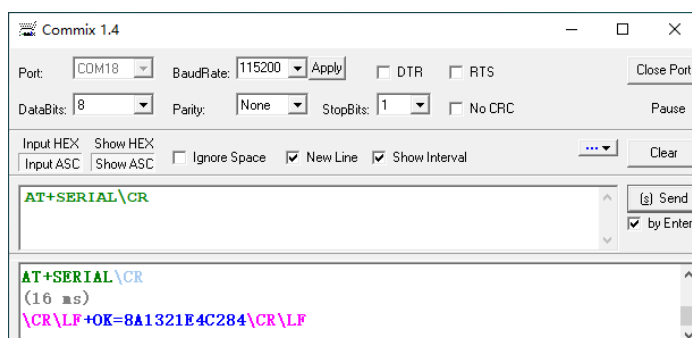 Commix 1.4
Port: COM18 BaudRate: 115200 Apply DTR RTS Close Port
DataBits: 8 Parity: None StopBits: 1 No CRC Pause
Input HEX Show HEX
Input ASC Show ASC Ignore Space New Line Show Interval ... Clear
AT+SERIAL\CR (s) Send
by Enter
AT+SERIAL\CR
(16 ms)
\CR\LF+OK=8A1321E4C284\CR\LF